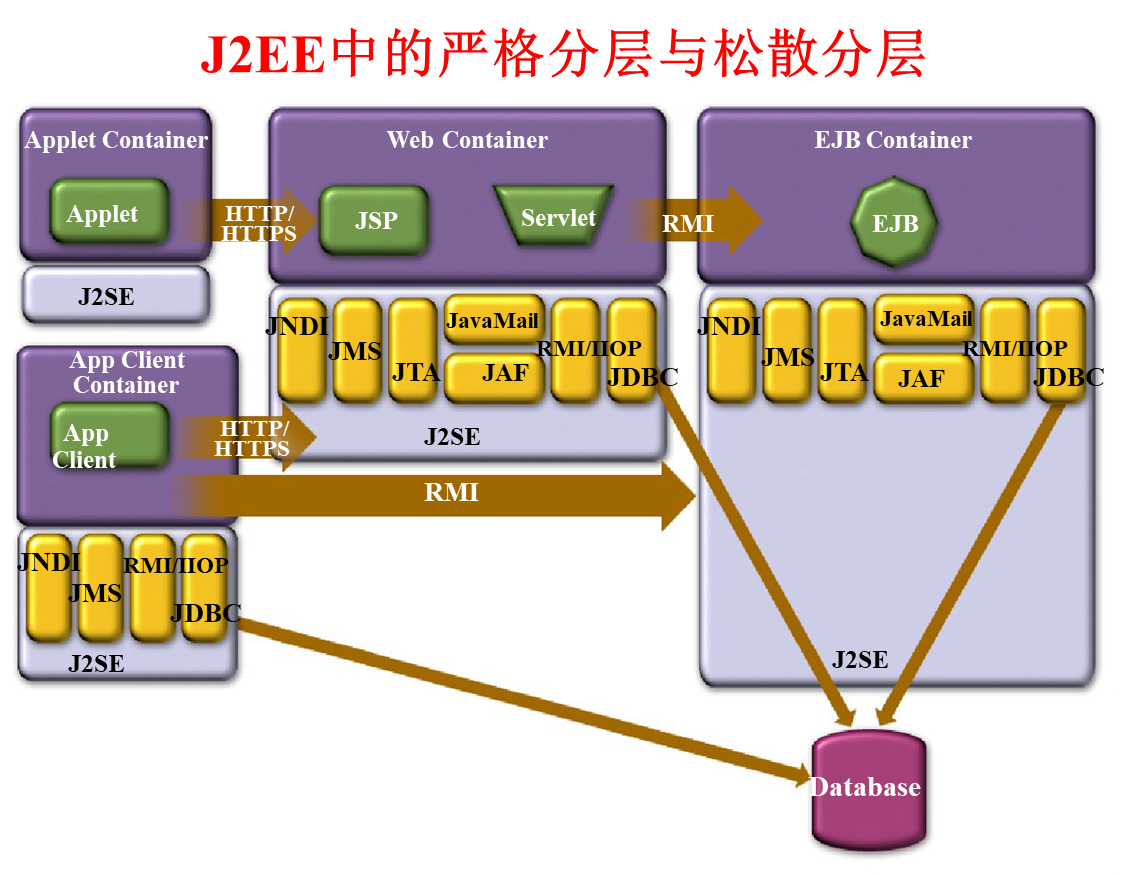 J2EE中的严格分层与松散分层
Applet Container
Applet
J2SE
HTTP/
HTTPS
Web Container
JSP
Servlet
RMI
EJB Container
EJB
JNDI
JMS
JTA
JavaMail
JAF
RMI/IIOP
JDBC
J2SE
JNDI
JMS
JTA
JavaMail
JAF
RMI/IIOP
JDBC
J2SE
App Client
Container
App
Client
HTTP/
HTTPS
RMI
JNDI
JMS
RMI/IIOP
JDBC
J2SE
Database